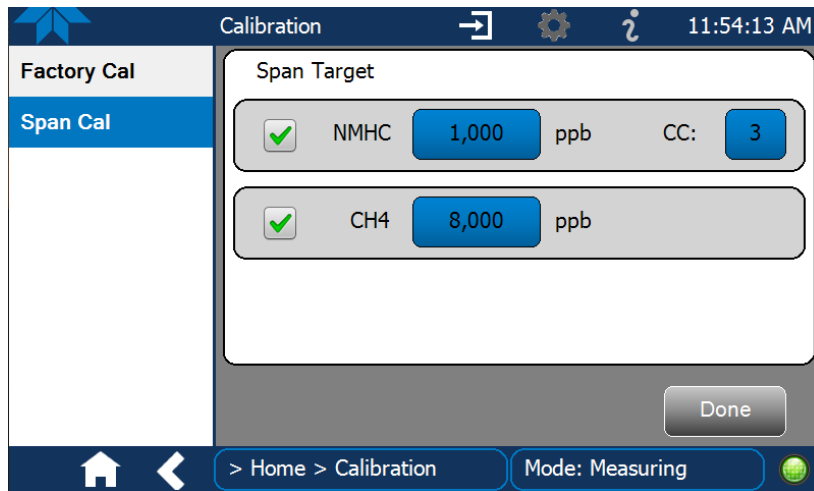 Calibration
11:54:13 AM
Factory Cal
Span Cal
Span Target
NMHC 1,000 ppb CC: 3
CH4 8,000 ppb
Done
> Home > Calibration
Mode: Measuring